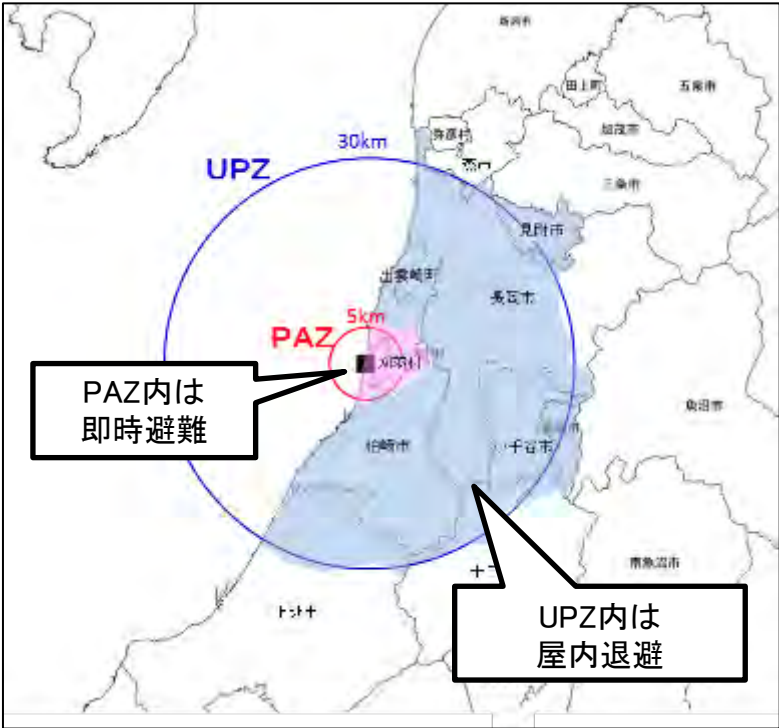 新潟市
田上町
五泉市
加茂市
弥彦村
30km
UPZ
三条市
見附市
出雲崎町
長岡市
5km
PAZ
刈羽村
PAZ内は
即時避難
魚沼市
柏崎市
小千谷市
南魚沼市
UPZ内は
屋内退避